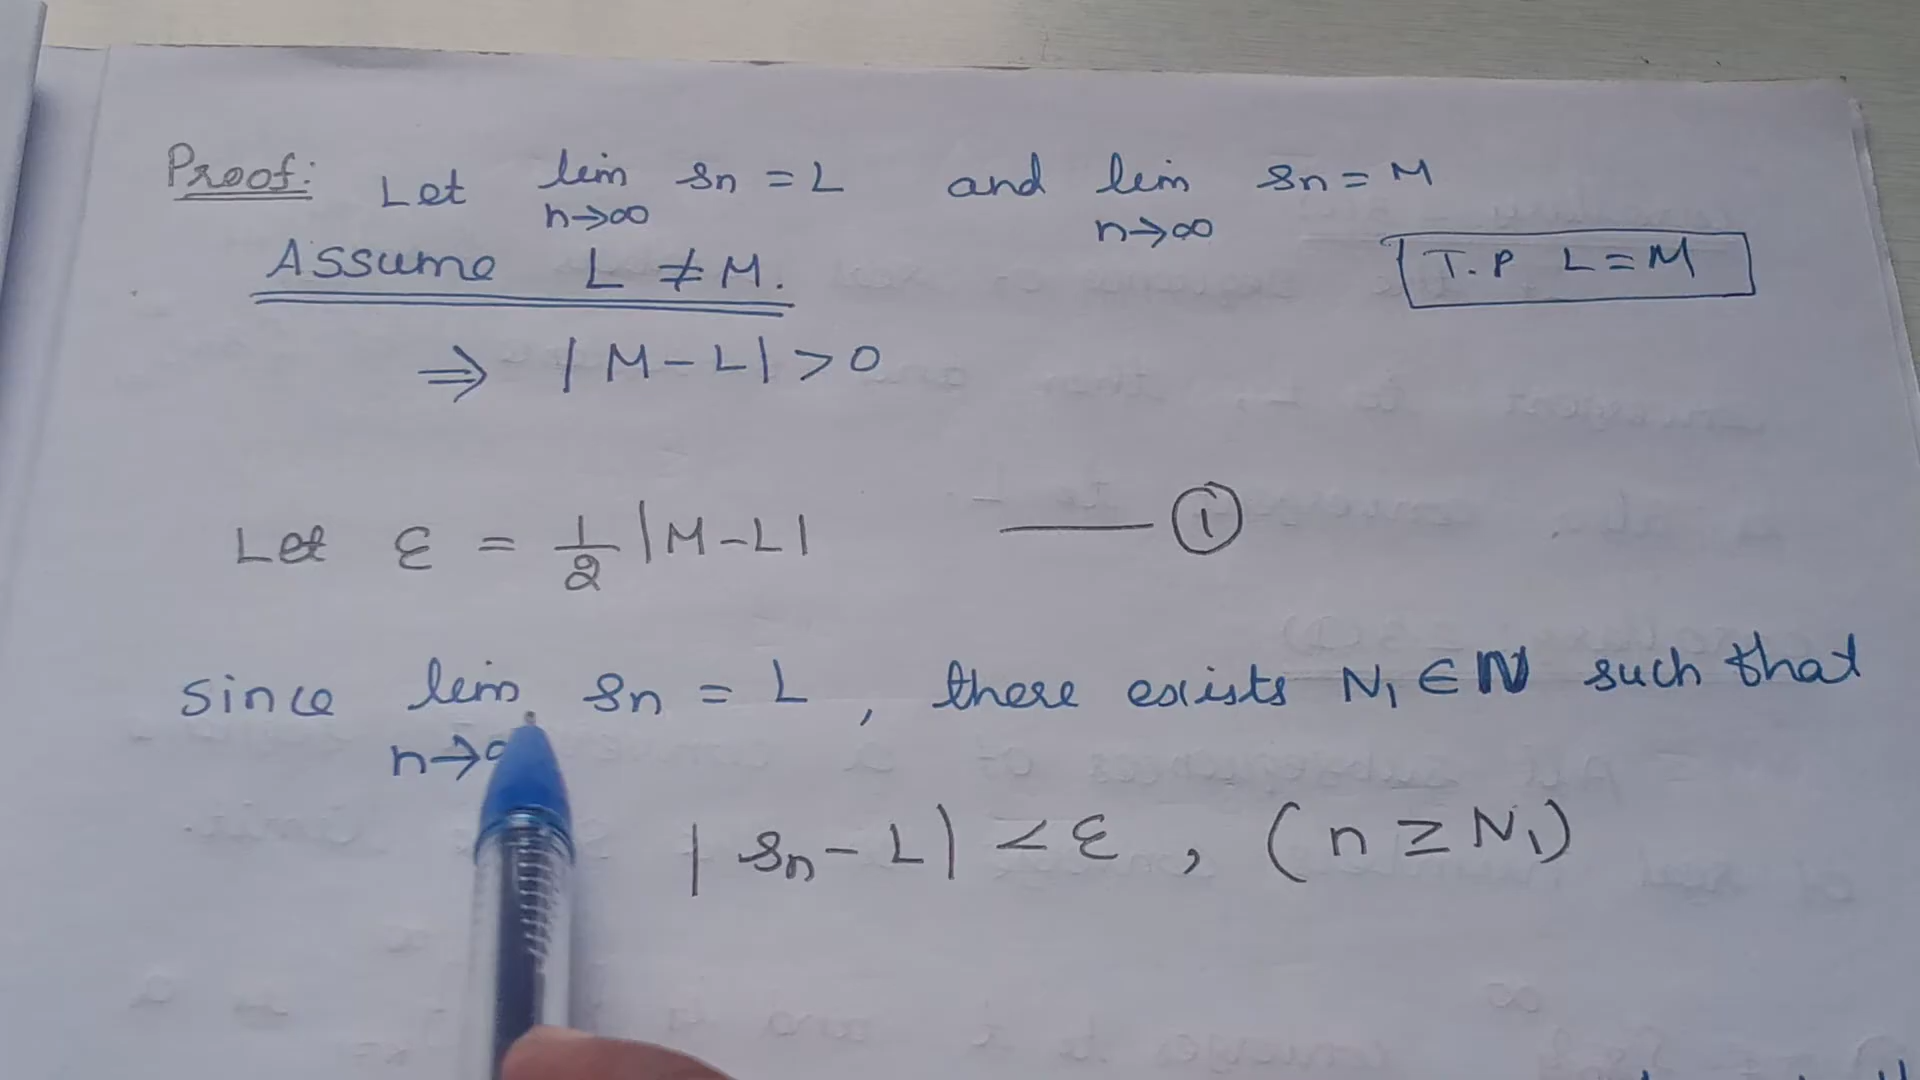 Proof: Let lim n→∞ sn = L and lim n→∞ sn = M
Assume L ≠ M.
T.P L = M
⇒ |M - L| > 0
Let ε = 1/2 |M - L| —— ①
Since lim n→∞ sn = L, there exists N₁ ∈ ℕ such that
|sn - L| < ε, (n ≥ N₁)